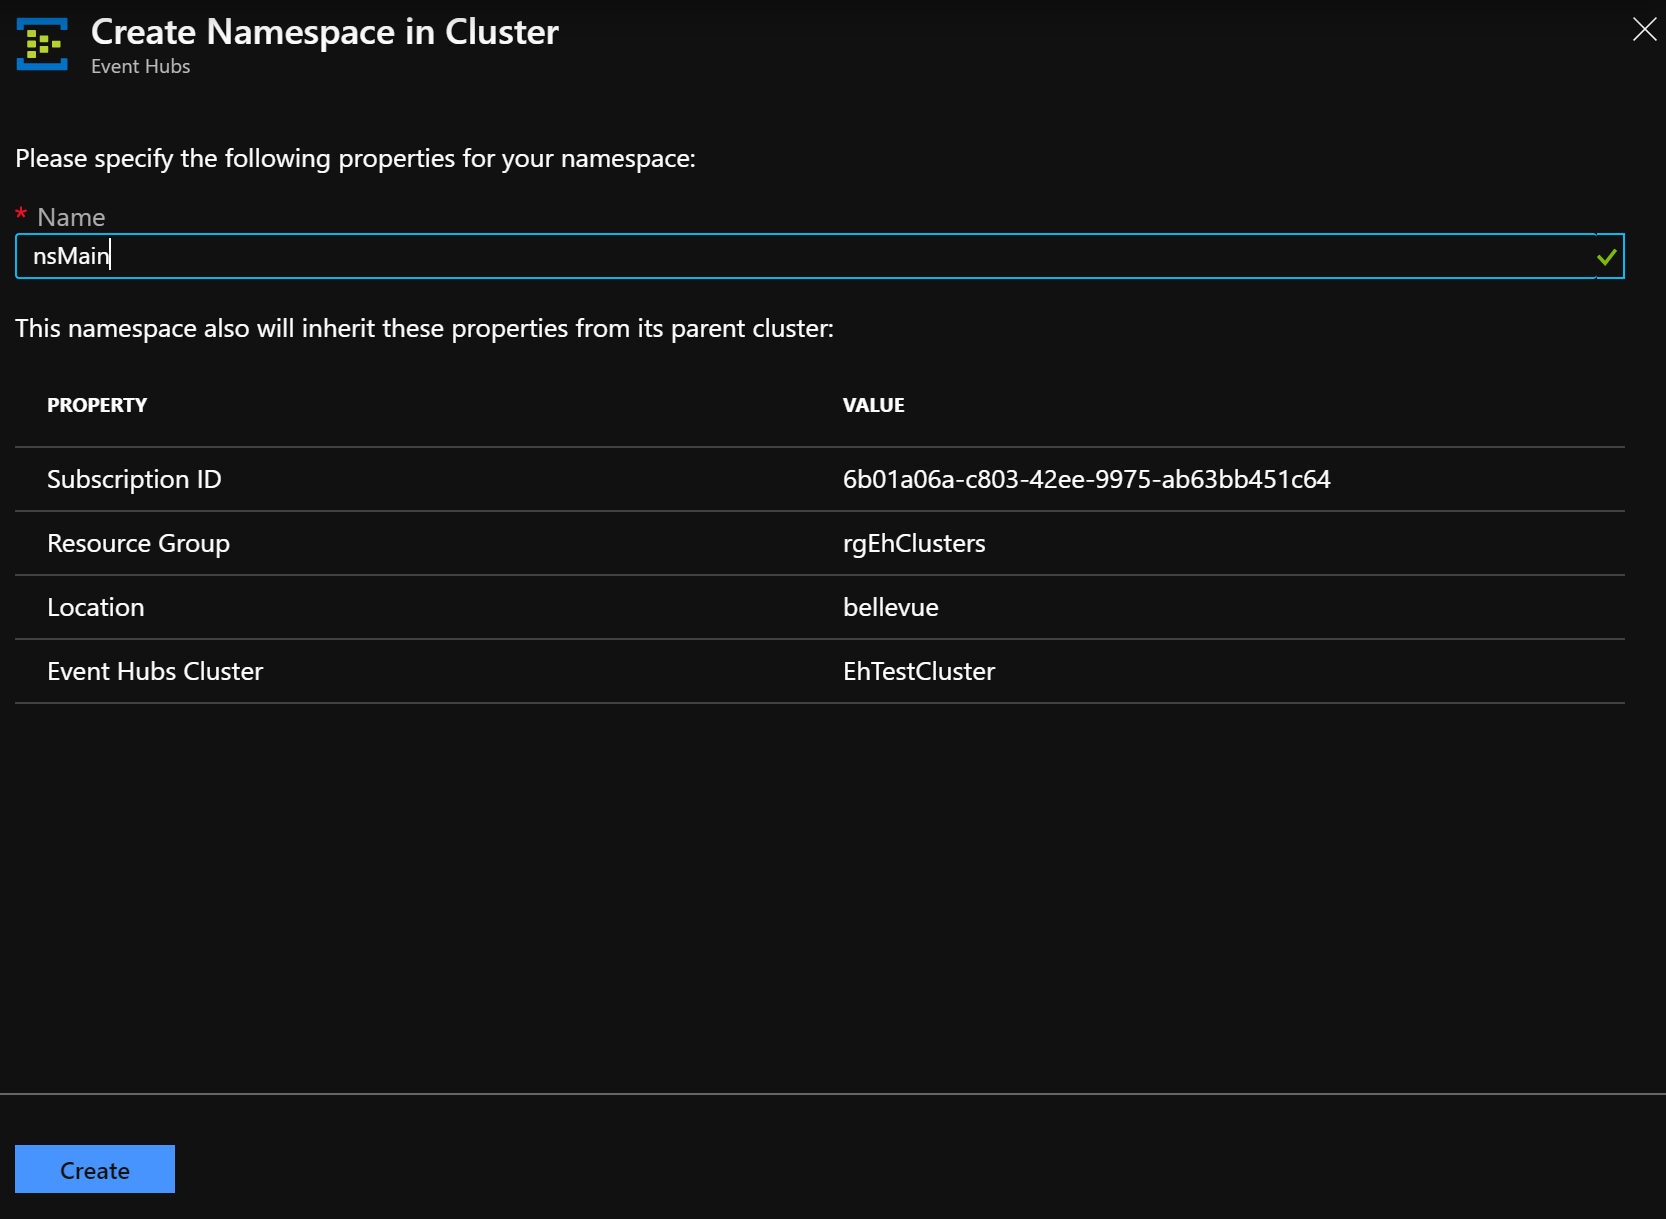 Create Namespace in Cluster
Event Hubs
Please specify the following properties for your namespace:
* Name
nsMain
This namespace also will inherit these properties from its parent cluster:
PROPERTY VALUE
Subscription ID 6b01a06a-c803-42ee-9975-ab63bb451c64
Resource Group rgEhClusters
Location bellevue
Event Hubs Cluster EhTestCluster
Create